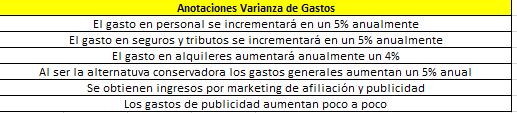 Anotaciones Varianza de Gastos
El gasto en personal se incrementará en un 5% anualmente
El gasto en seguros y tributos se incrementará en un 5% anualmente
El gasto en alquileres aumentará anualmente un 4%
Al ser la alternatuva conservadora los gastos generales aumentan un 5% anual
Se obtienen ingresos por marketing de afiliación y publicidad
Los gastos de publicidad aumentan poco a poco